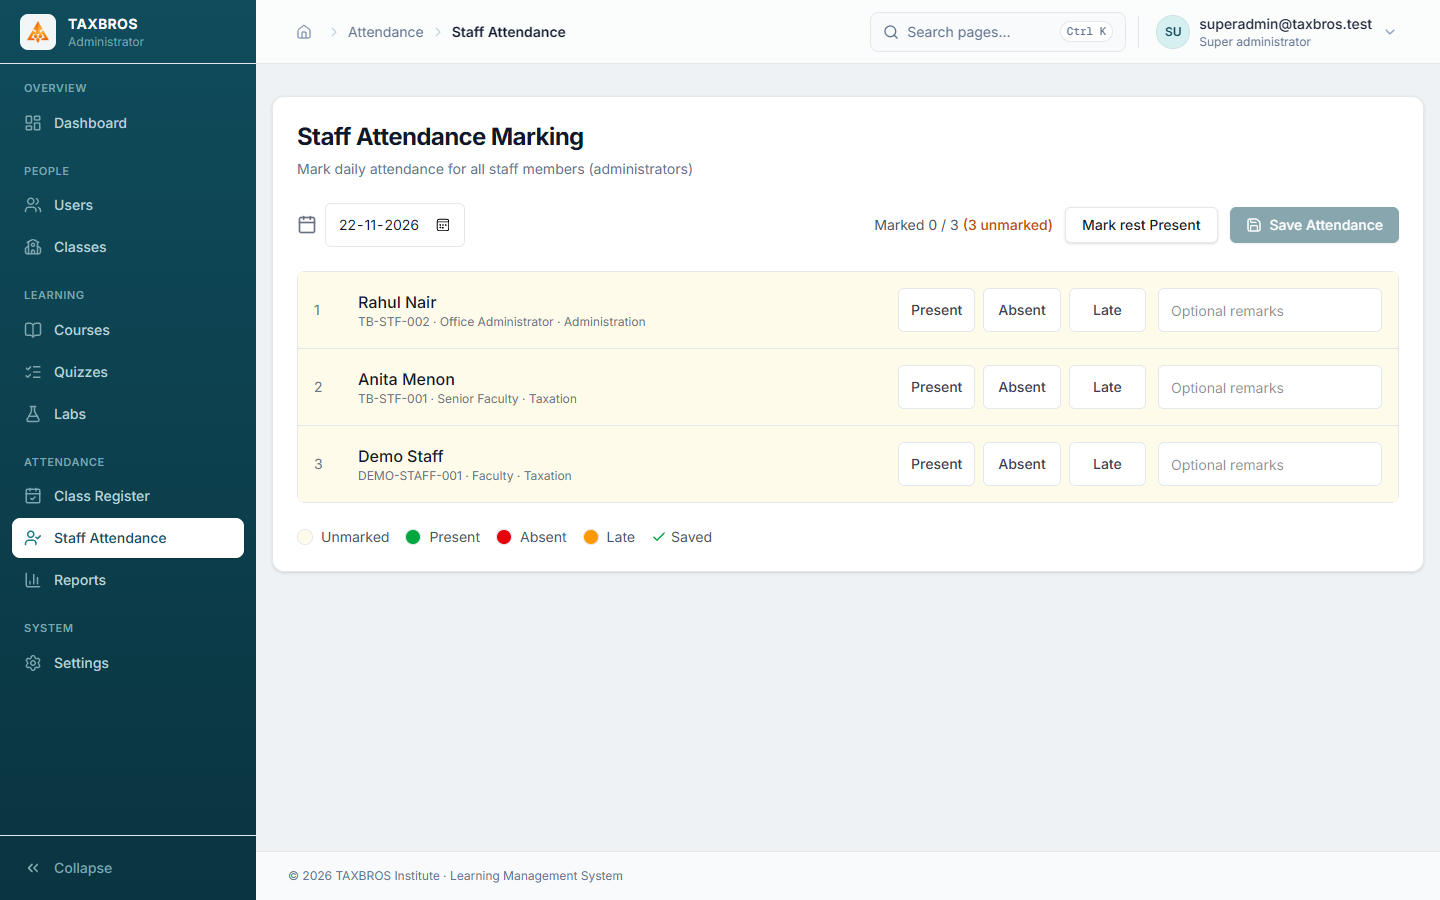 TAXBROS
Administrator
OVERVIEW
Dashboard
PEOPLE
Users
Classes
LEARNING
Courses
Quizzes
Labs
ATTENDANCE
Class Register
Staff Attendance
Reports
SYSTEM
Settings
Collapse
Attendance Staff Attendance
Search pages... Ctrl K
SU
superadmin@taxbros.test
Super administrator
Staff Attendance Marking
Mark daily attendance for all staff members (administrators)
22-11-2026
Marked 0 / 3 (3 unmarked) Mark rest Present Save Attendance
1 Rahul Nair
TB-STF-002 · Office Administrator · Administration
Present Absent Late Optional remarks
2 Anita Menon
TB-STF-001 · Senior Faculty · Taxation
Present Absent Late Optional remarks
3 Demo Staff
DEMO-STAFF-001 · Faculty · Taxation
Present Absent Late Optional remarks
Unmarked Present Absent Late Saved
© 2026 TAXBROS Institute · Learning Management System